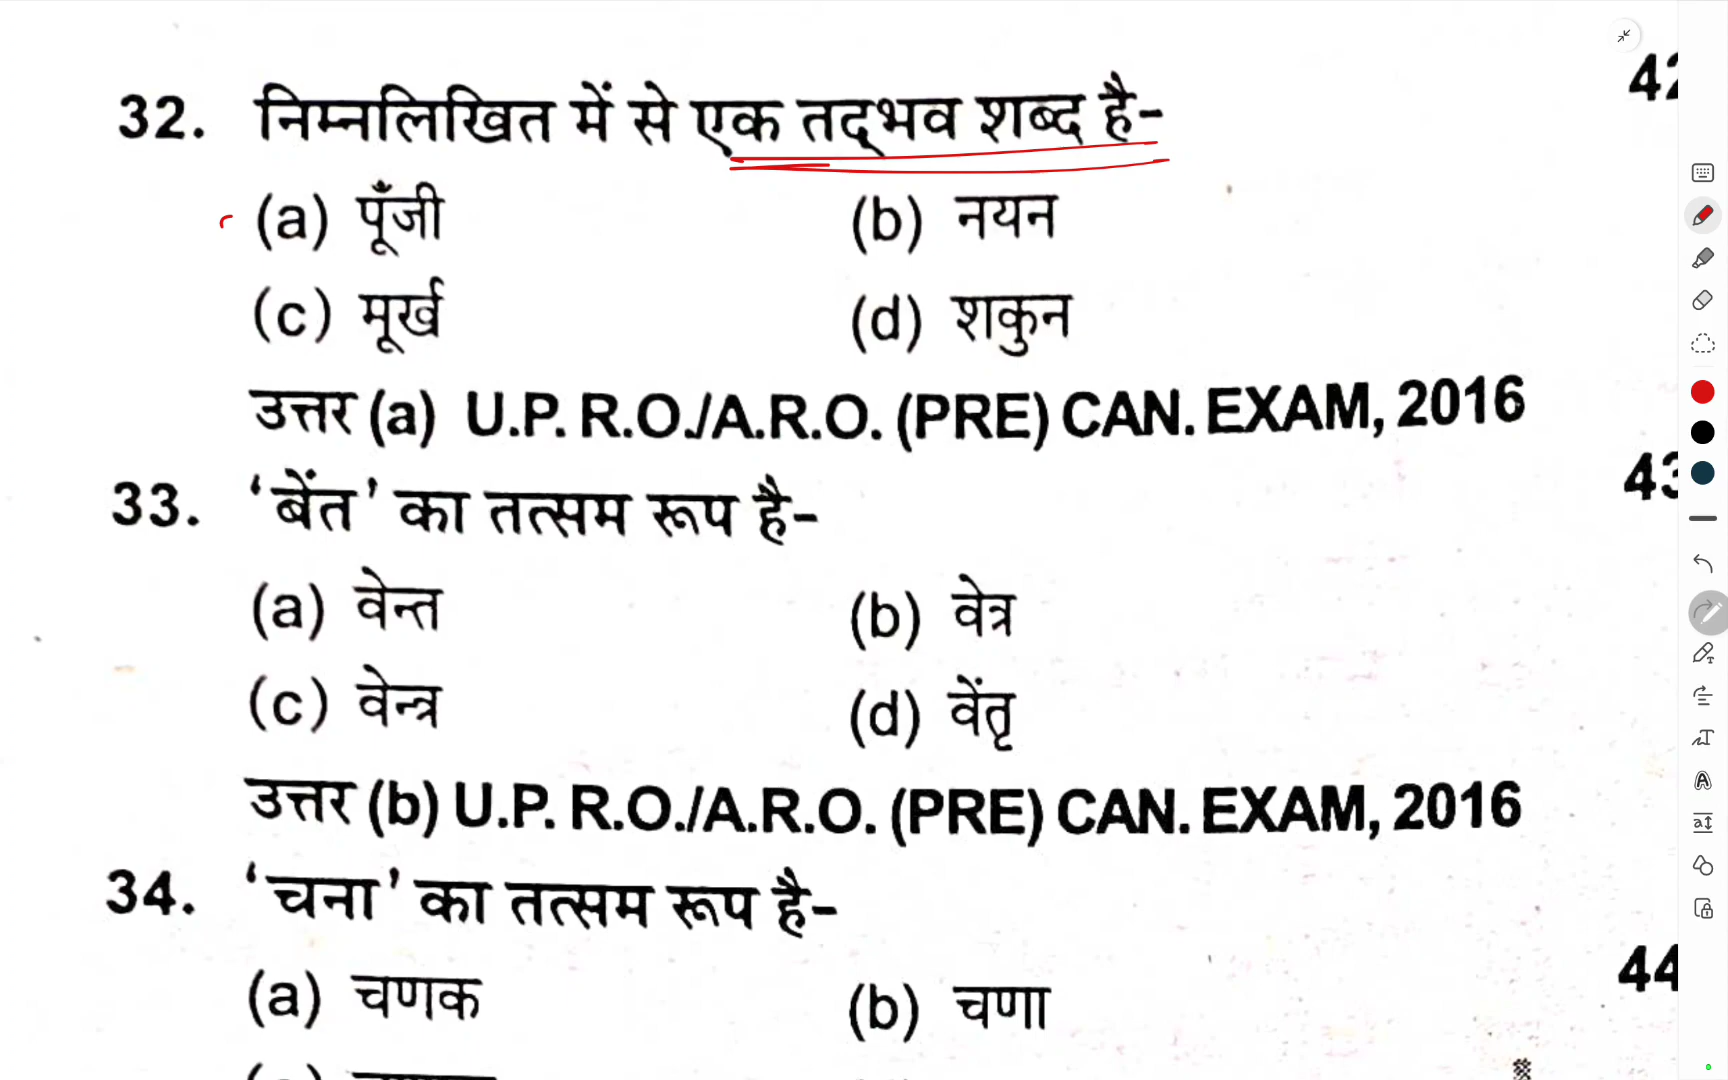 32. निम्नलिखित में से एक तद्भव शब्द है-
(a) पूँजी (b) नयन
(c) मूर्ख (d) शकुन
उत्तर (a) U.P. R.O./A.R.O. (PRE) CAN. EXAM, 2016
33. ‘बेंत’ का तत्सम रूप है-
(a) वेन्त (b) वेत्र
(c) वेन्त्र (d) वेंतृ
उत्तर (b) U.P. R.O./A.R.O. (PRE) CAN. EXAM, 2016
34. ‘चना’ का तत्सम रूप है-
(a) चणक (b) चणा
42
43
44